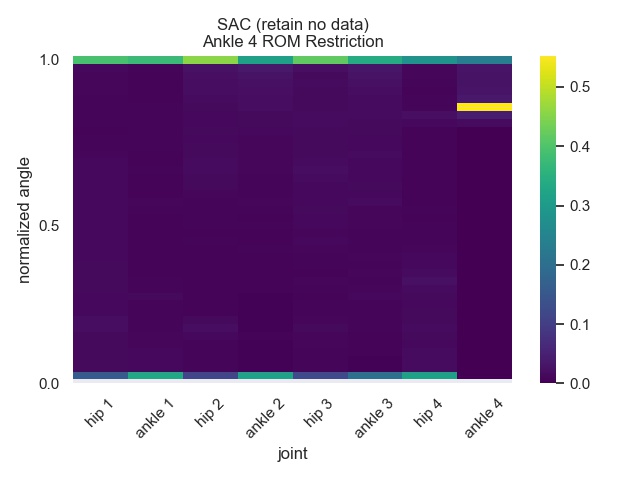 SAC (retain no data)
Ankle 4 ROM Restriction
1.0
0.5
0.0
normalized angle
hip 1
ankle 1
hip 2
ankle 2
hip 3
ankle 3
hip 4
ankle 4
joint
0.5
0.4
0.3
0.2
0.1
0.0